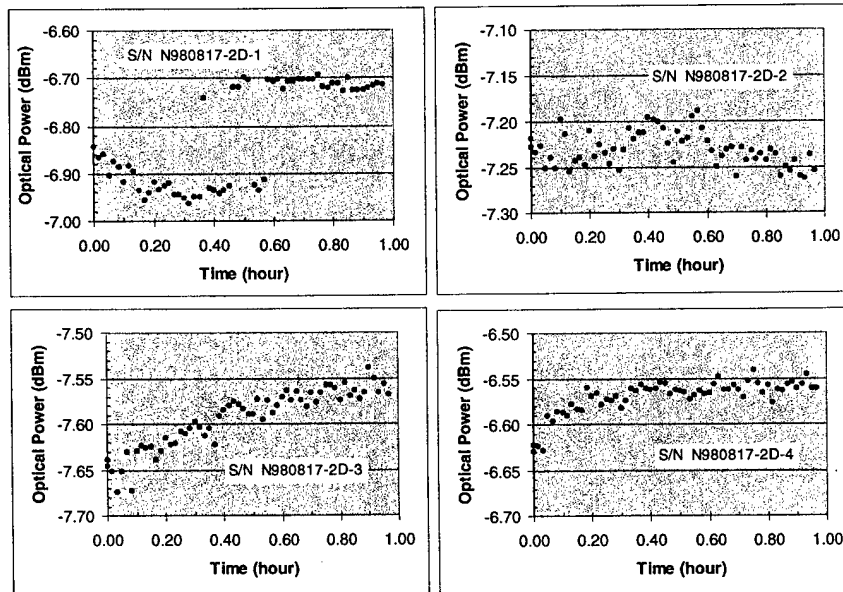 S/N N980817-2D-1
Optical Power (dBm)
-6.60
-6.70
-6.80
-6.90
-7.00
0.00 0.20 0.40 0.60 0.80 1.00
Time (hour)
S/N N980817-2D-2
Optical Power (dBm)
-7.10
-7.15
-7.20
-7.25
-7.30
0.00 0.20 0.40 0.60 0.80 1.00
Time (hour)
S/N N980817-2D-3
Optical Power (dBm)
-7.50
-7.55
-7.60
-7.65
-7.70
0.00 0.20 0.40 0.60 0.80 1.00
Time (hour)
S/N N980817-2D-4
Optical Power (dBm)
-6.50
-6.55
-6.60
-6.65
-6.70
0.00 0.20 0.40 0.60 0.80 1.00
Time (hour)